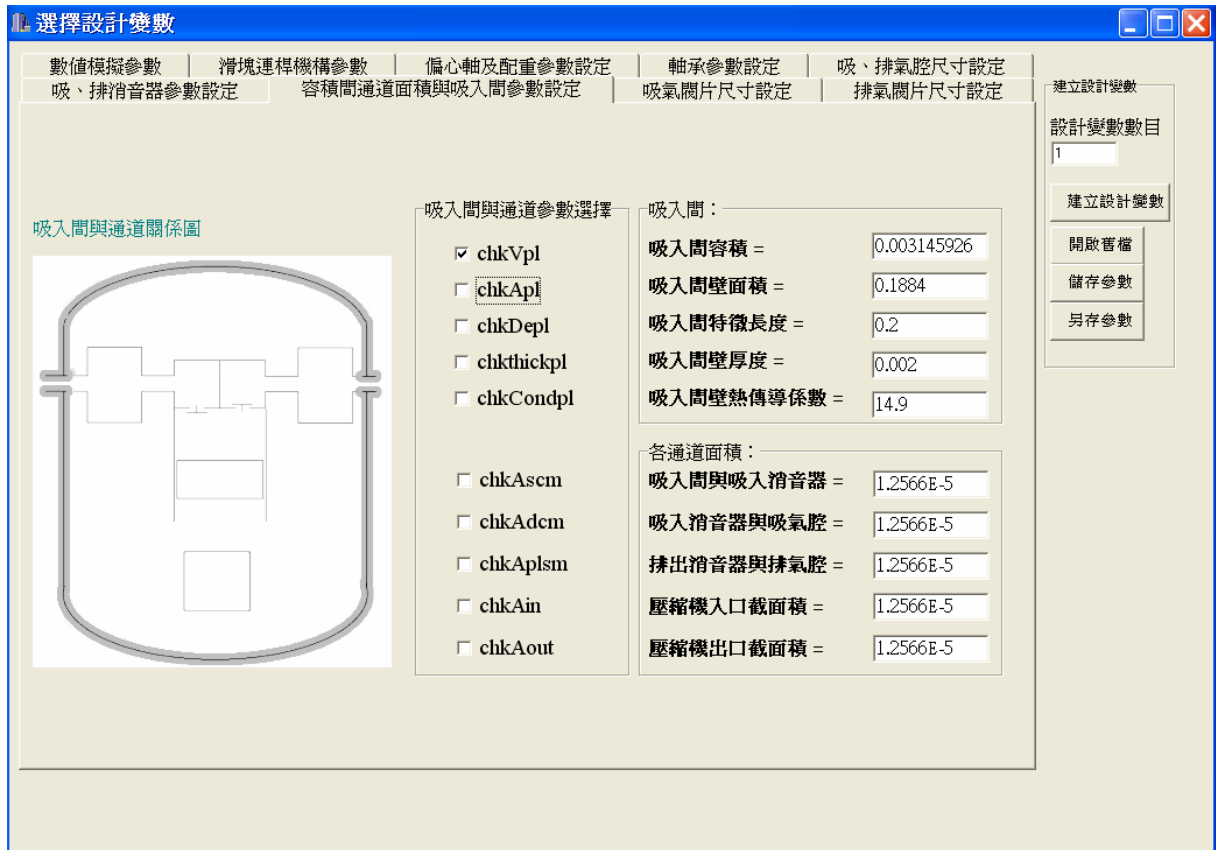 選擇設計變數
數值模擬參數 滑塊連桿機構參數 偏心軸及配重參數設定 軸承參數設定 吸、排氣腔尺寸設定
吸、排消音器參數設定 容積間通道面積與吸入間參數設定 吸氣閥片尺寸設定 排氣閥片尺寸設定
建立設計變數
設計變數數目
1
建立設計變數
開啟舊檔
儲存參數
另存參數
吸入間與通道關係圖
吸入間與通道參數選擇
chkVpl
chkApl
chkDepl
chkthickpl
chkCondpl
chkAscm
chkAdcm
chkAplsm
chkAin
chkAout
吸入間：
吸入間容積 = 0.003145926
吸入間壁面積 = 0.1884
吸入間特徵長度 = 0.2
吸入間壁厚度 = 0.002
吸入間壁熱傳導係數 = 14.9
各通道面積：
吸入間與吸入消音器 = 1.2566E-5
吸入消音器與吸氣腔 = 1.2566E-5
排出消音器與排氣腔 = 1.2566E-5
壓縮機入口截面積 = 1.2566E-5
壓縮機出口截面積 = 1.2566E-5